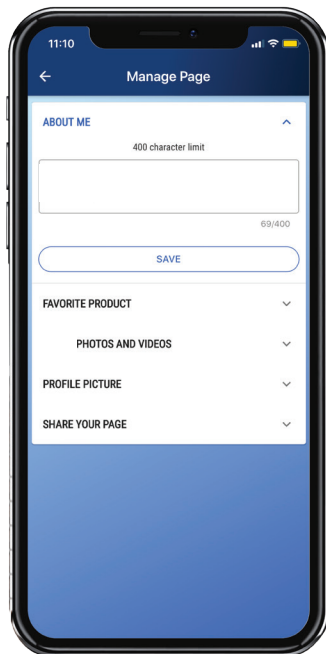 11:10
Manage Page
ABOUT ME
400 character limit
69/400
SAVE
FAVORITE PRODUCT
PHOTOS AND VIDEOS
PROFILE PICTURE
SHARE YOUR PAGE